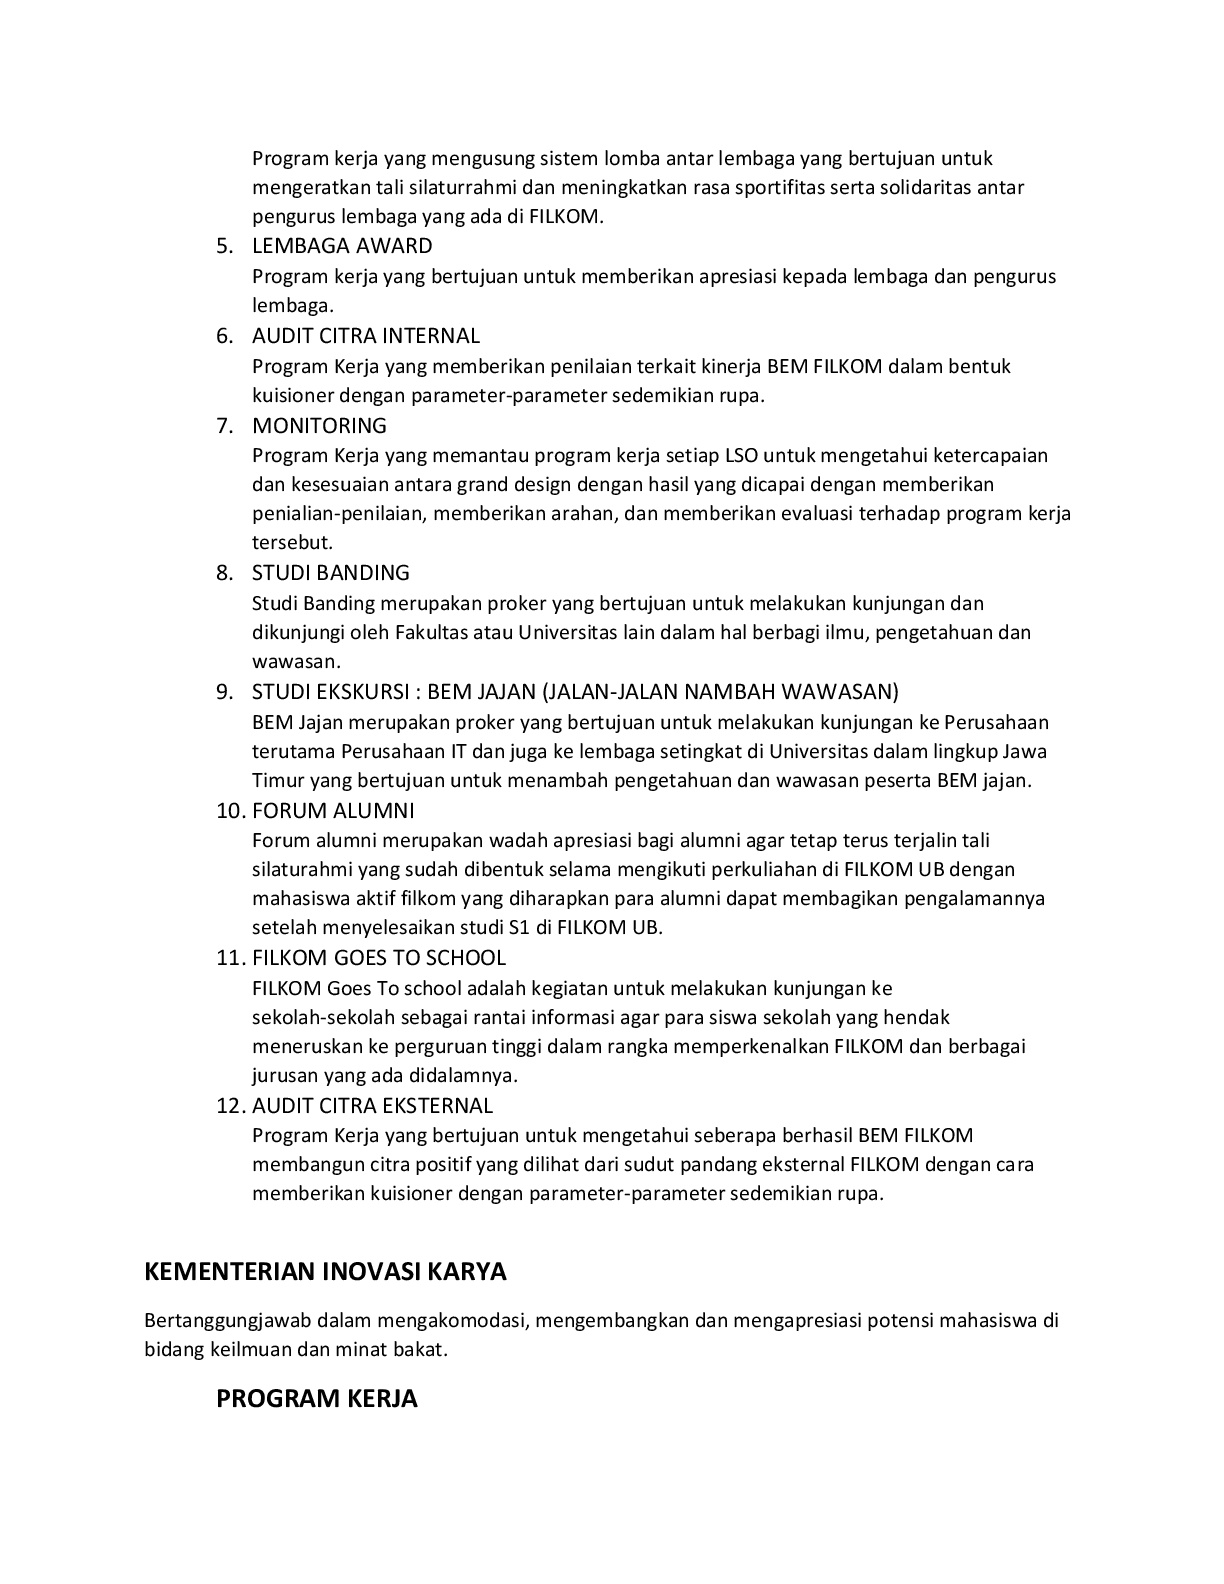 Program kerja yang mengusung sistem lomba antar lembaga yang bertujuan untuk
mengeratkan tali silaturrahmi dan meningkatkan rasa sportifitas serta solidaritas antar
pengurus lembaga yang ada di FILKOM.
5. LEMBAGA AWARD
Program kerja yang bertujuan untuk memberikan apresiasi kepada lembaga dan pengurus
lembaga.
6. AUDIT CITRA INTERNAL
Program Kerja yang memberikan penilaian terkait kinerja BEM FILKOM dalam bentuk
kuisioner dengan parameter-parameter sedemikian rupa.
7. MONITORING
Program Kerja yang memantau program kerja setiap LSO untuk mengetahui ketercapaian
dan kesesuaian antara grand design dengan hasil yang dicapai dengan memberikan
penialian-penilaian, memberikan arahan, dan memberikan evaluasi terhadap program kerja
tersebut.
8. STUDI BANDING
Studi Banding merupakan proker yang bertujuan untuk melakukan kunjungan dan
dikunjungi oleh Fakultas atau Universitas lain dalam hal berbagi ilmu, pengetahuan dan
wawasan.
9. STUDI EKSKURSI : BEM JAJAN (JALAN-JALAN NAMBAH WAWASAN)
BEM Jajan merupakan proker yang bertujuan untuk melakukan kunjungan ke Perusahaan
terutama Perusahaan IT dan juga ke lembaga setingkat di Universitas dalam lingkup Jawa
Timur yang bertujuan untuk menambah pengetahuan dan wawasan peserta BEM jajan.
10. FORUM ALUMNI
Forum alumni merupakan wadah apresiasi bagi alumni agar tetap terus terjalin tali
silaturahmi yang sudah dibentuk selama mengikuti perkuliahan di FILKOM UB dengan
mahasiswa aktif filkom yang diharapkan para alumni dapat membagikan pengalamannya
setelah menyelesaikan studi S1 di FILKOM UB.
11. FILKOM GOES TO SCHOOL
FILKOM Goes To school adalah kegiatan untuk melakukan kunjungan ke
sekolah-sekolah sebagai rantai informasi agar para siswa sekolah yang hendak
meneruskan ke perguruan tinggi dalam rangka memperkenalkan FILKOM dan berbagai
jurusan yang ada didalamnya.
12. AUDIT CITRA EKSTERNAL
Program Kerja yang bertujuan untuk mengetahui seberapa berhasil BEM FILKOM
membangun citra positif yang dilihat dari sudut pandang eksternal FILKOM dengan cara
memberikan kuisioner dengan parameter-parameter sedemikian rupa.
KEMENTERIAN INOVASI KARYA
Bertanggungjawab dalam mengakomodasi, mengembangkan dan mengapresiasi potensi mahasiswa di
bidang keilmuan dan minat bakat.
PROGRAM KERJA